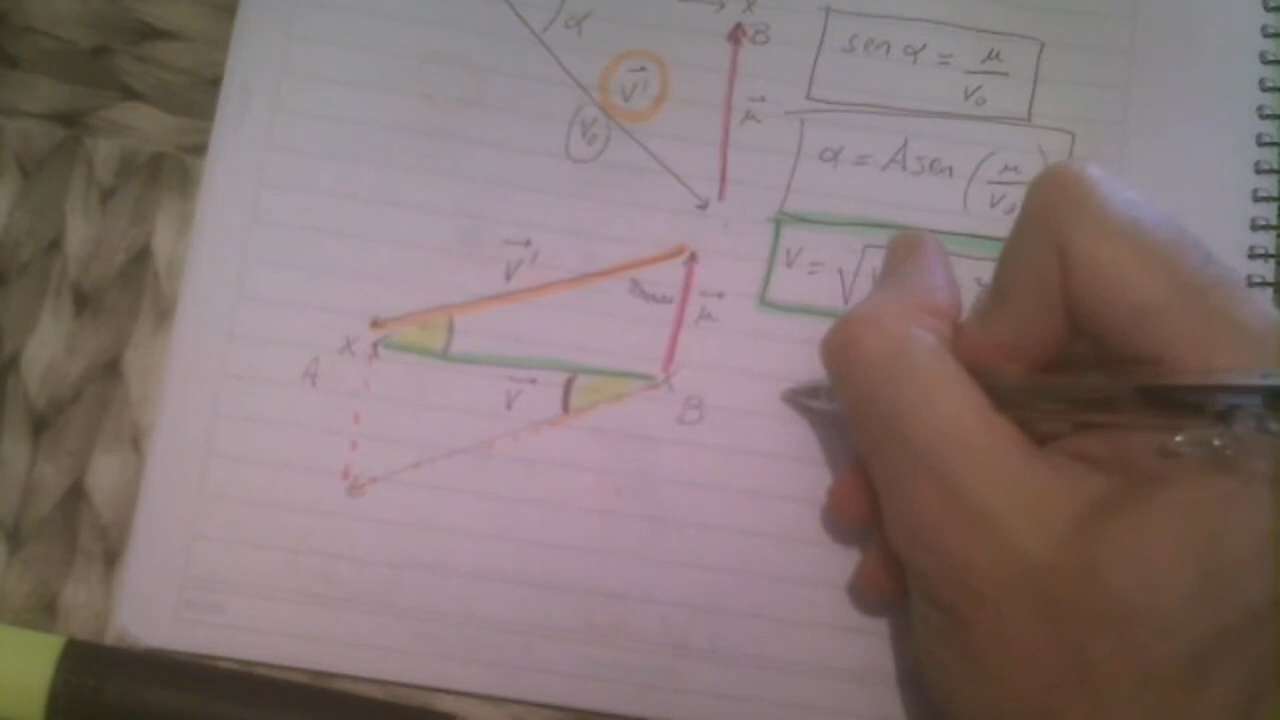 x
α
B
sen α = μ / V₀
V⃗'
μ⃗
V₀
α = Asen (μ / V₀)
V⃗'
V = √
μ⃗
x
A
V⃗
x
B